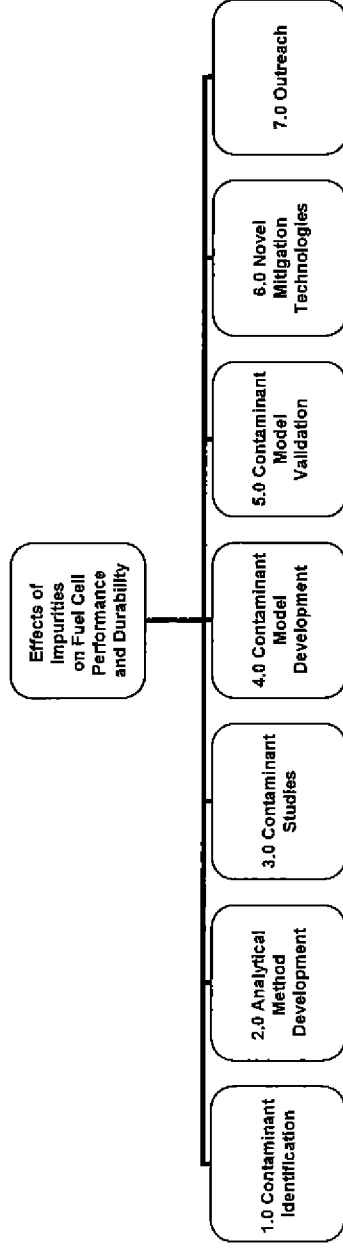 Effects of
Impurities
on Fuel Cell
Performance
and Durability
1.0 Contaminant
Identification
2.0 Analytical
Method
Development
3.0 Contaminant
Studies
4.0 Contaminant
Model
Development
5.0 Contaminant
Model
Validation
6.0 Novel
Mitigation
Technologies
7.0 Outreach